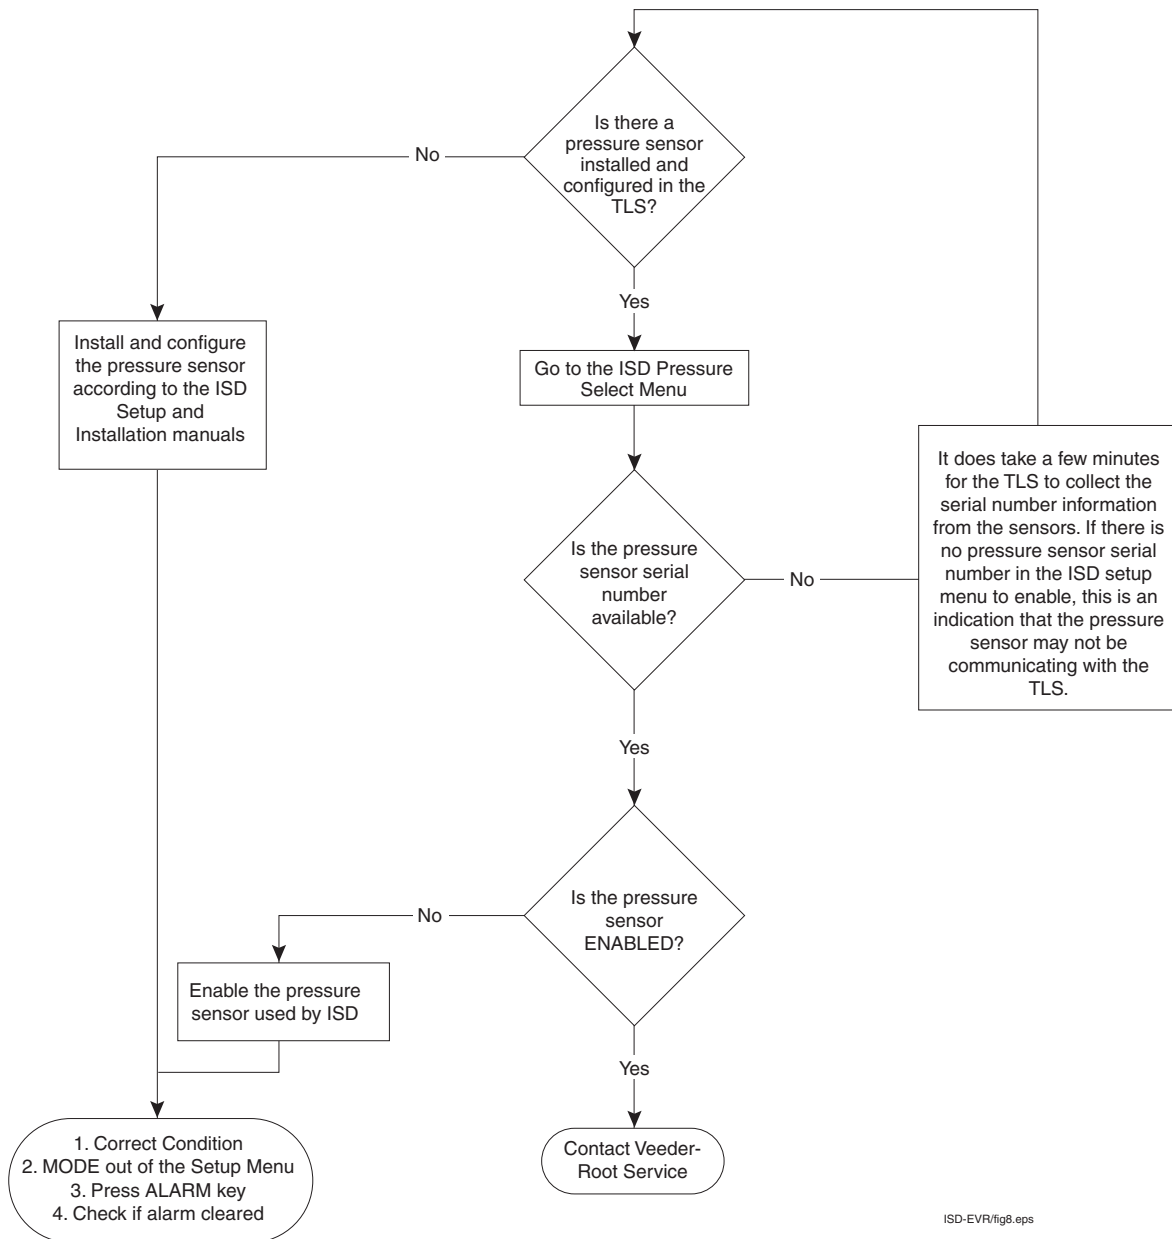 Is there a
pressure sensor
installed and
configured in the
TLS?
No
Yes
Install and configure
the pressure sensor
according to the ISD
Setup and
Installation manuals
Go to the ISD Pressure
Select Menu
It does take a few minutes
for the TLS to collect the
serial number information
from the sensors. If there is
no pressure sensor serial
number in the ISD setup
menu to enable, this is an
indication that the pressure
sensor may not be
communicating with the
TLS.
Is the pressure
sensor serial
number
available?
No
Yes
Is the pressure
sensor
ENABLED?
No
Enable the pressure
sensor used by ISD
Yes
1. Correct Condition
2. MODE out of the Setup Menu
3. Press ALARM key
4. Check if alarm cleared
Contact Veeder-
Root Service
ISD-EVR/fig8.eps